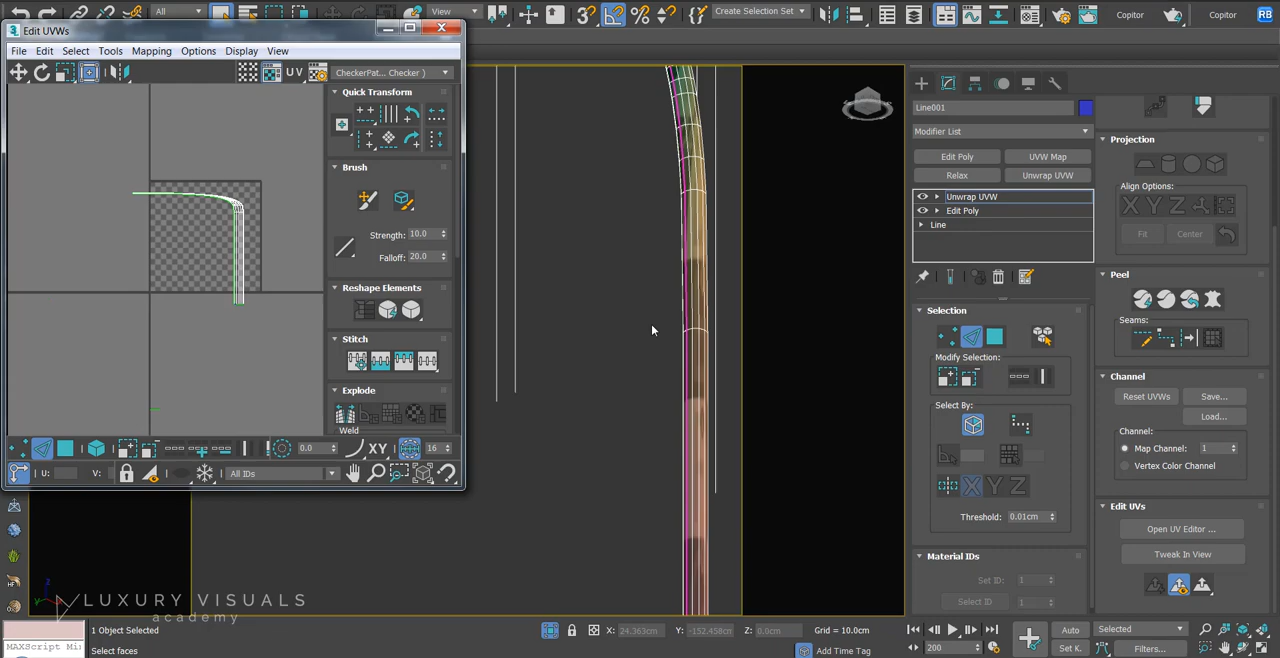 Edit UVWs
File Edit Select Tools Mapping Options Display View
UV CheckerPat... Checker )
Quick Transform
Brush
Strength: 10.0
Falloff: 20.0
Reshape Elements
Stitch
Explode
Weld
0.0 XY 16
U: V: All IDs
All
View
Create Selection Set
Copitor Copitor RB
Line001
Modifier List
Edit Poly UVW Map
Relax Unwrap UVW
Unwrap UVW
Edit Poly
Line
Selection
Modify Selection:
Select By:
X Y Z
Threshold: 0.01cm
Material IDs
Set ID: 1
Select ID 1
Projection
Align Options:
X Y Z
Fit Center
Peel
Seams:
Channel
Reset UVWs Save...
Load...
Channel:
Map Channel: 1
Vertex Color Channel
Edit UVs
Open UV Editor ...
Tweak In View
LUXURY VISUALS
academy
1 Object Selected
MAXScript Mi
Select faces
X: 24.363cm Y: -152.458cm Z: 0.0cm Grid = 10.0cm
Add Time Tag
200
Auto Selected
Set K. Filters...